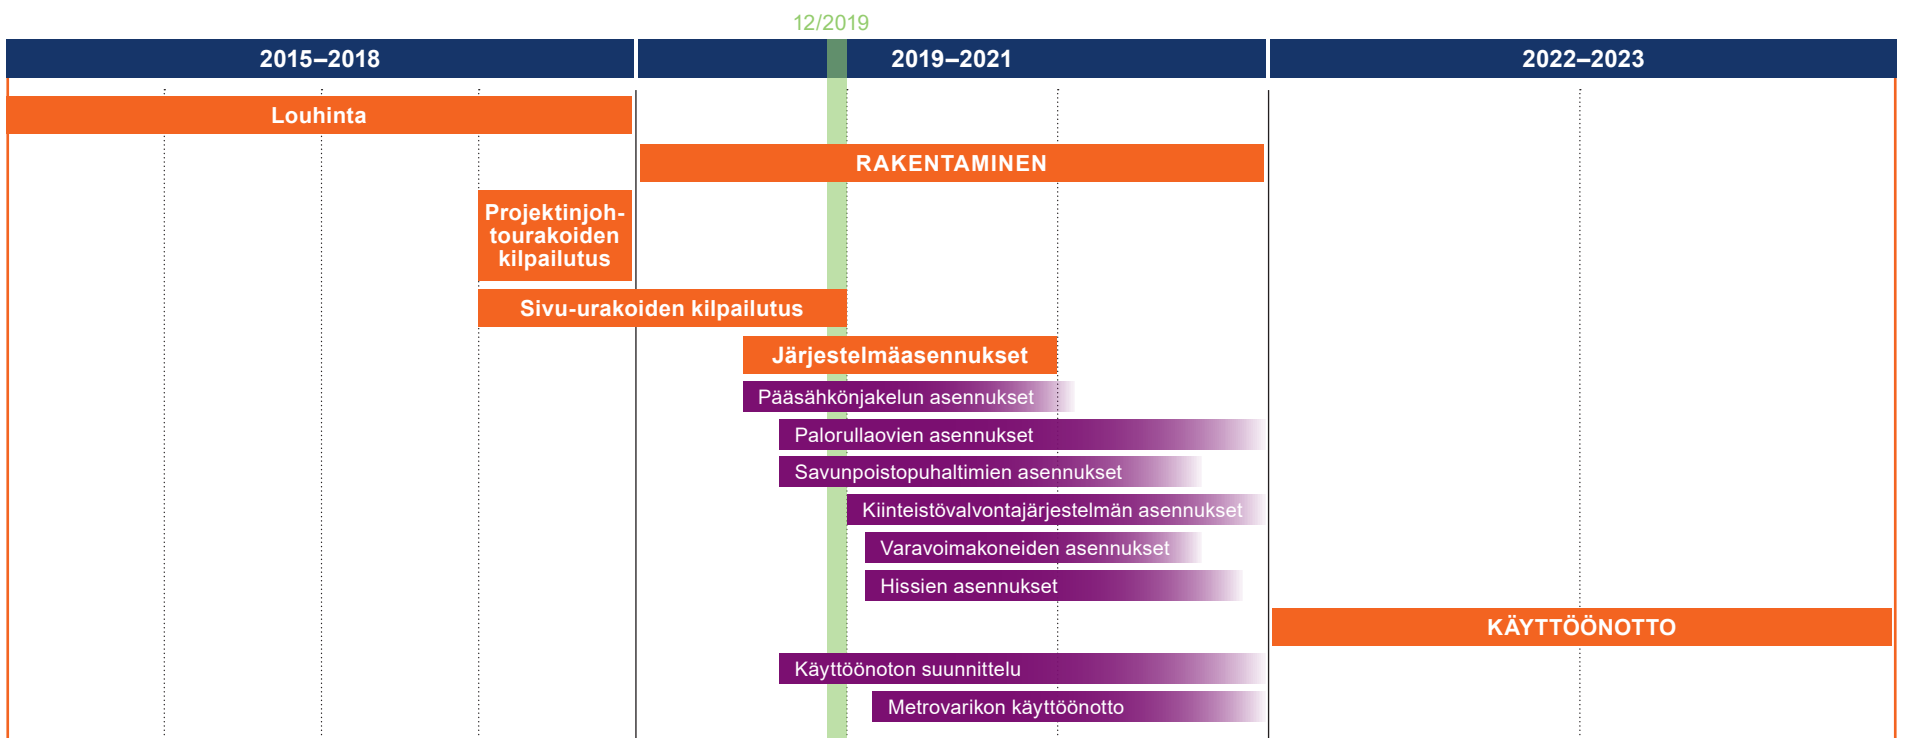 12/2019
2015–2018
2019–2021
2022–2023
Louhinta
RAKENTAMINEN
Projektinjoh-
tourakoiden
kilpailutus
Sivu-urakoiden kilpailutus
Järjestelmäasennukset
Pääsähkönjakelun asennukset
Palorullaovien asennukset
Savunpoistopuhaltimien asennukset
Kiinteistövalvontajärjestelmän asennukset
Varavoimakoneiden asennukset
Hissien asennukset
KÄYTTÖÖNOTTO
Käyttöönoton suunnittelu
Metrovarikon käyttöönotto